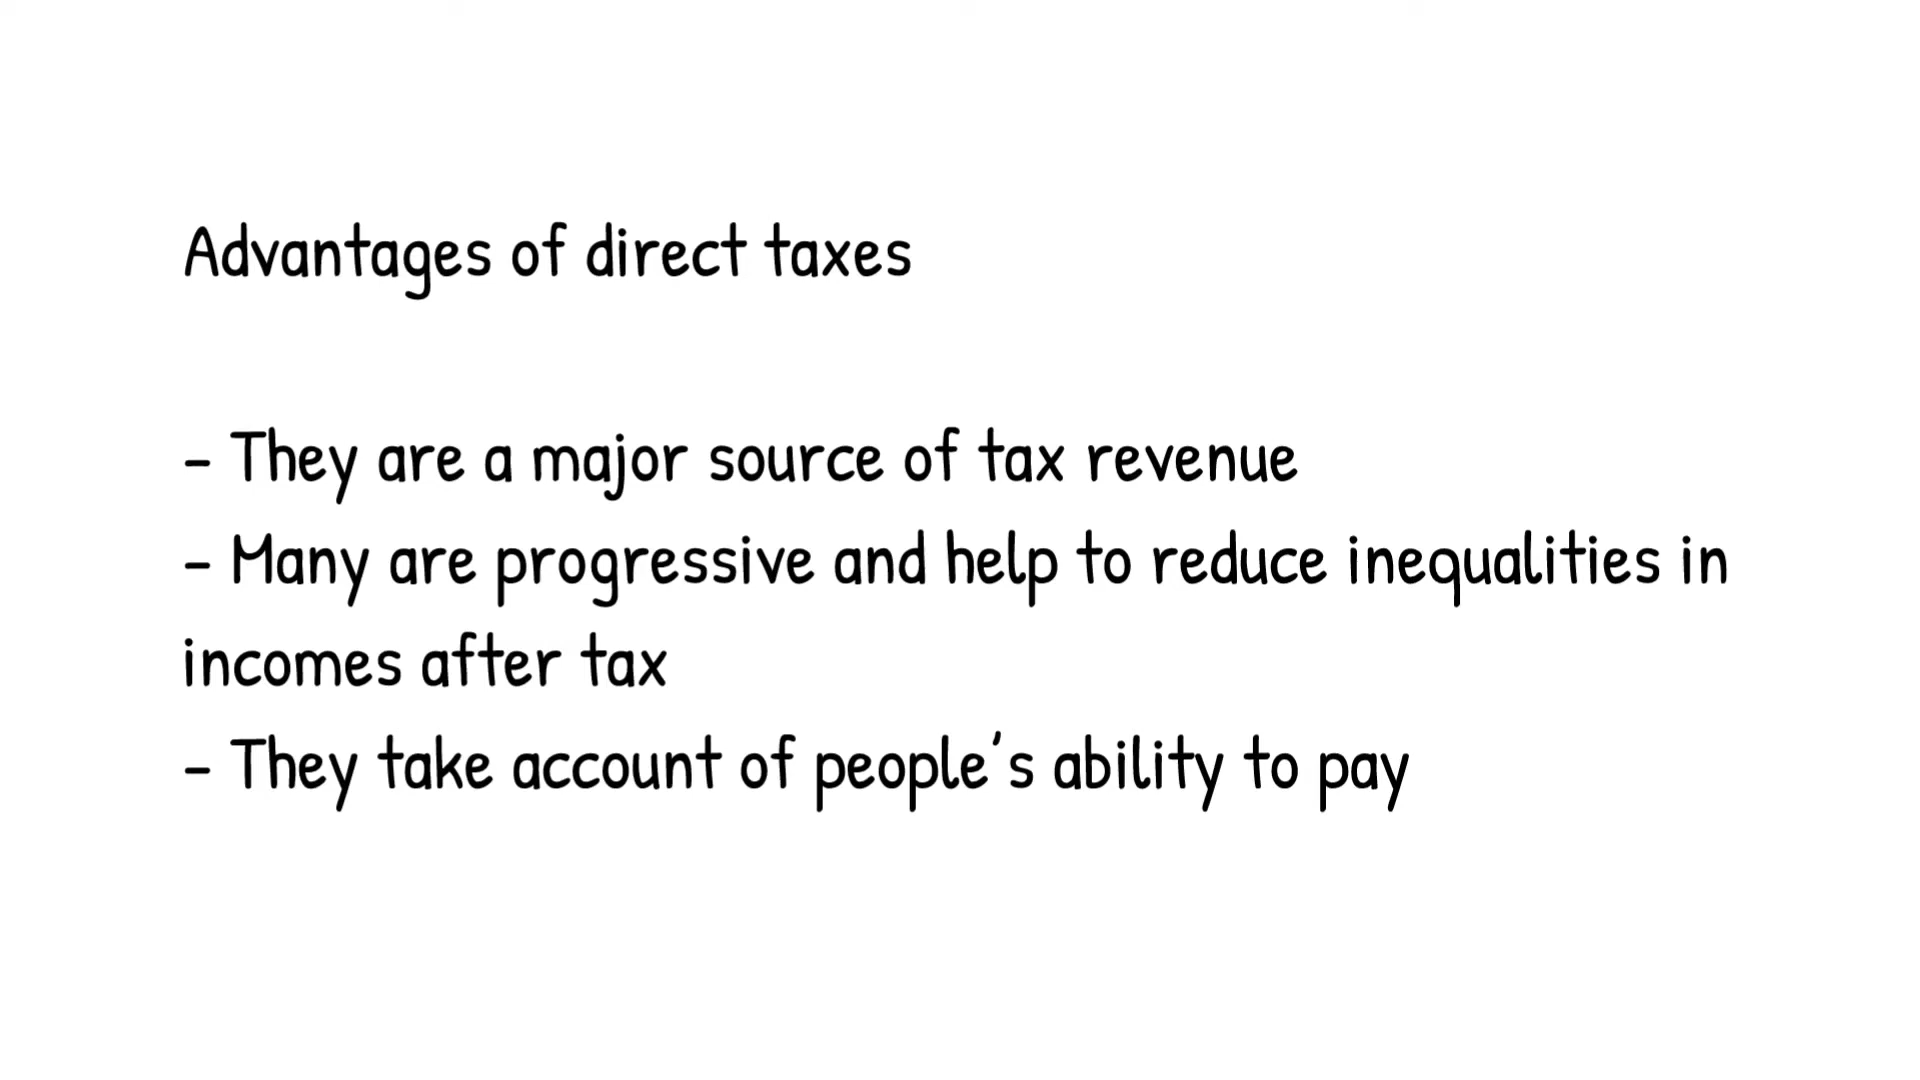 Advantages of direct taxes
- They are a major source of tax revenue
- Many are progressive and help to reduce inequalities in
incomes after tax
- They take account of people's ability to pay